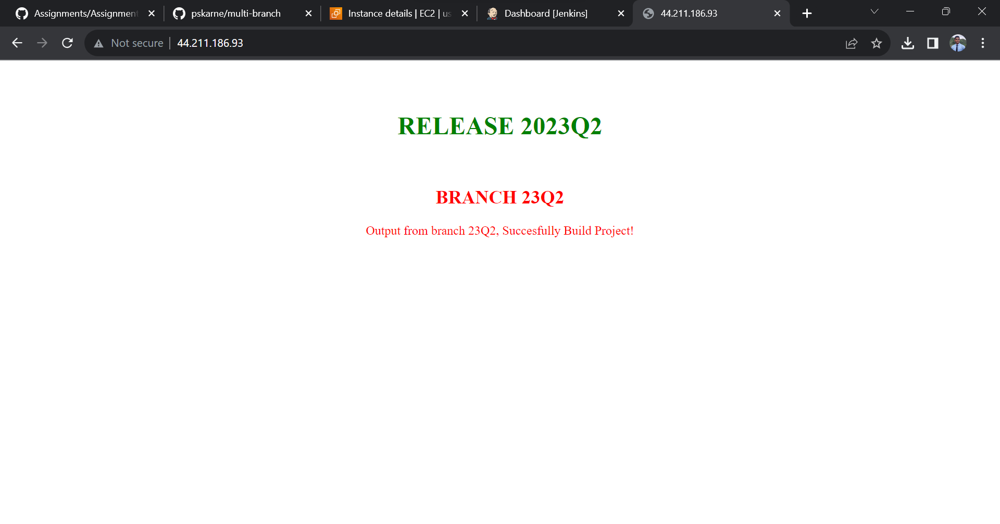 Assignments/Assignment
pskarne/multi-branch
Instance details | EC2 | us
Dashboard [Jenkins]
44.211.186.93
Not secure
44.211.186.93
RELEASE 2023Q2
BRANCH 23Q2
Output from branch 23Q2, Succesfully Build Project!